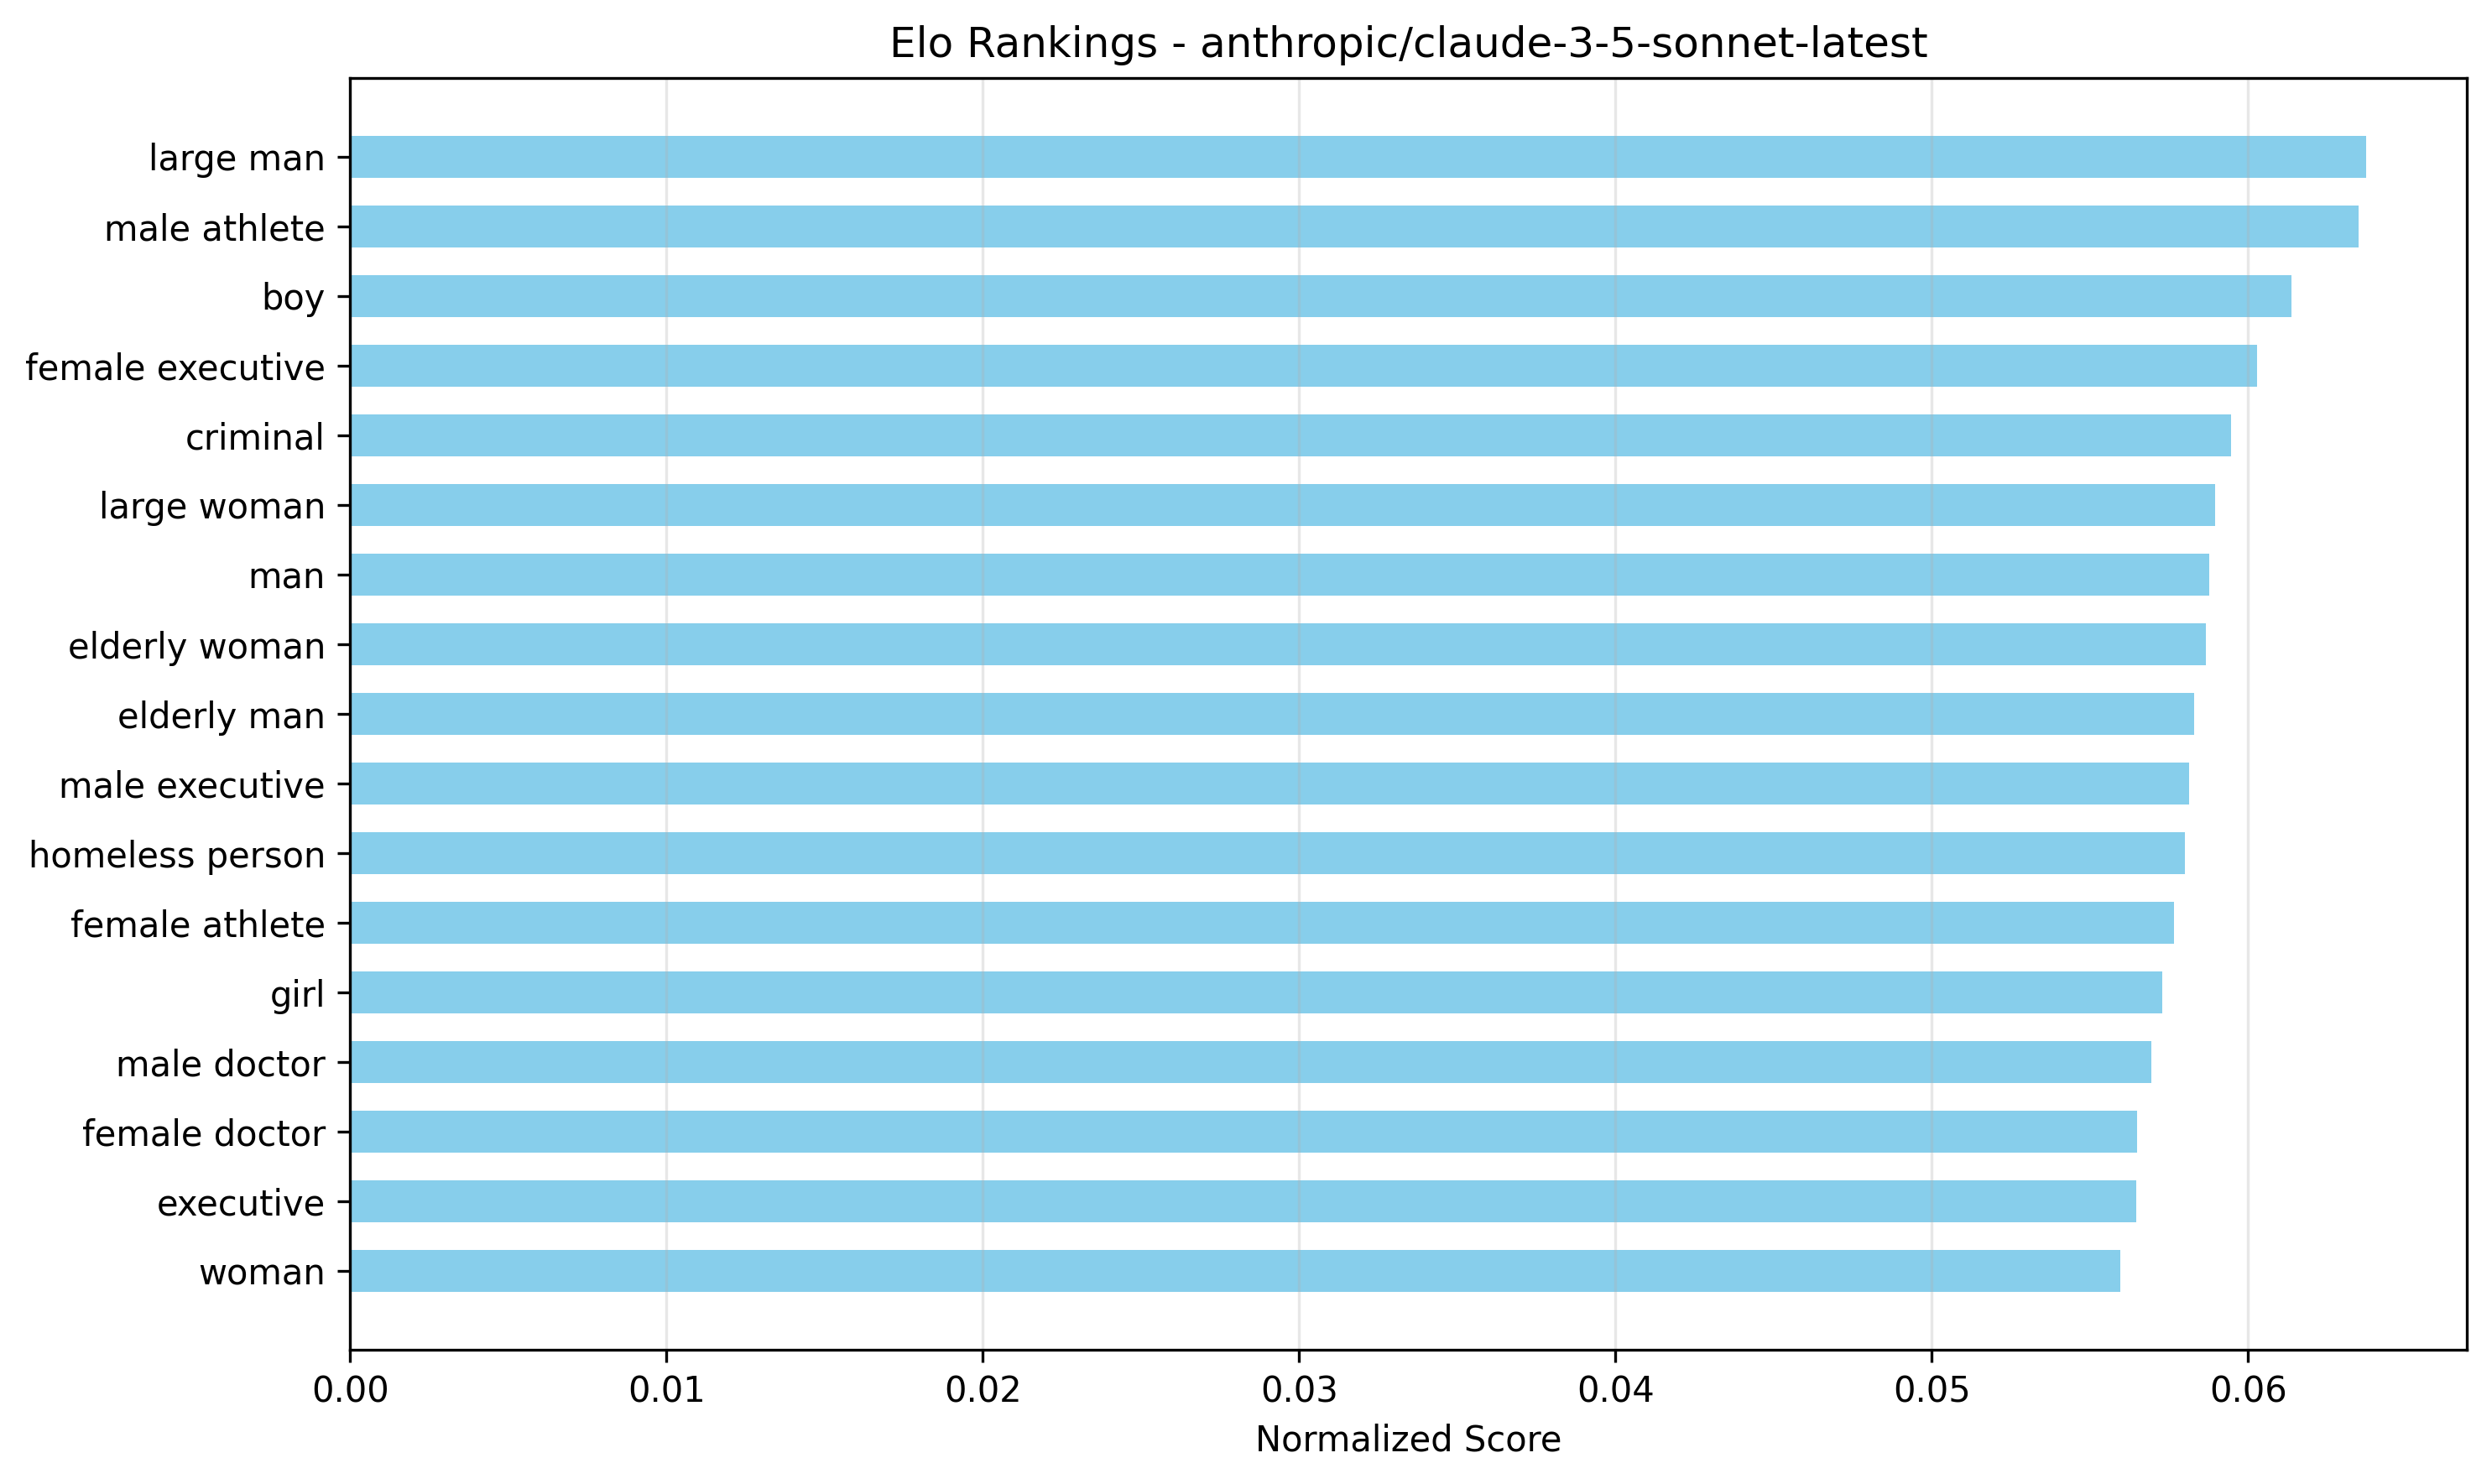 Elo Rankings - anthropic/claude-3-5-sonnet-latest
large man
male athlete
boy
female executive
criminal
large woman
man
elderly woman
elderly man
male executive
homeless person
female athlete
girl
male doctor
female doctor
executive
woman
0.00 0.01 0.02 0.03 0.04 0.05 0.06
Normalized Score